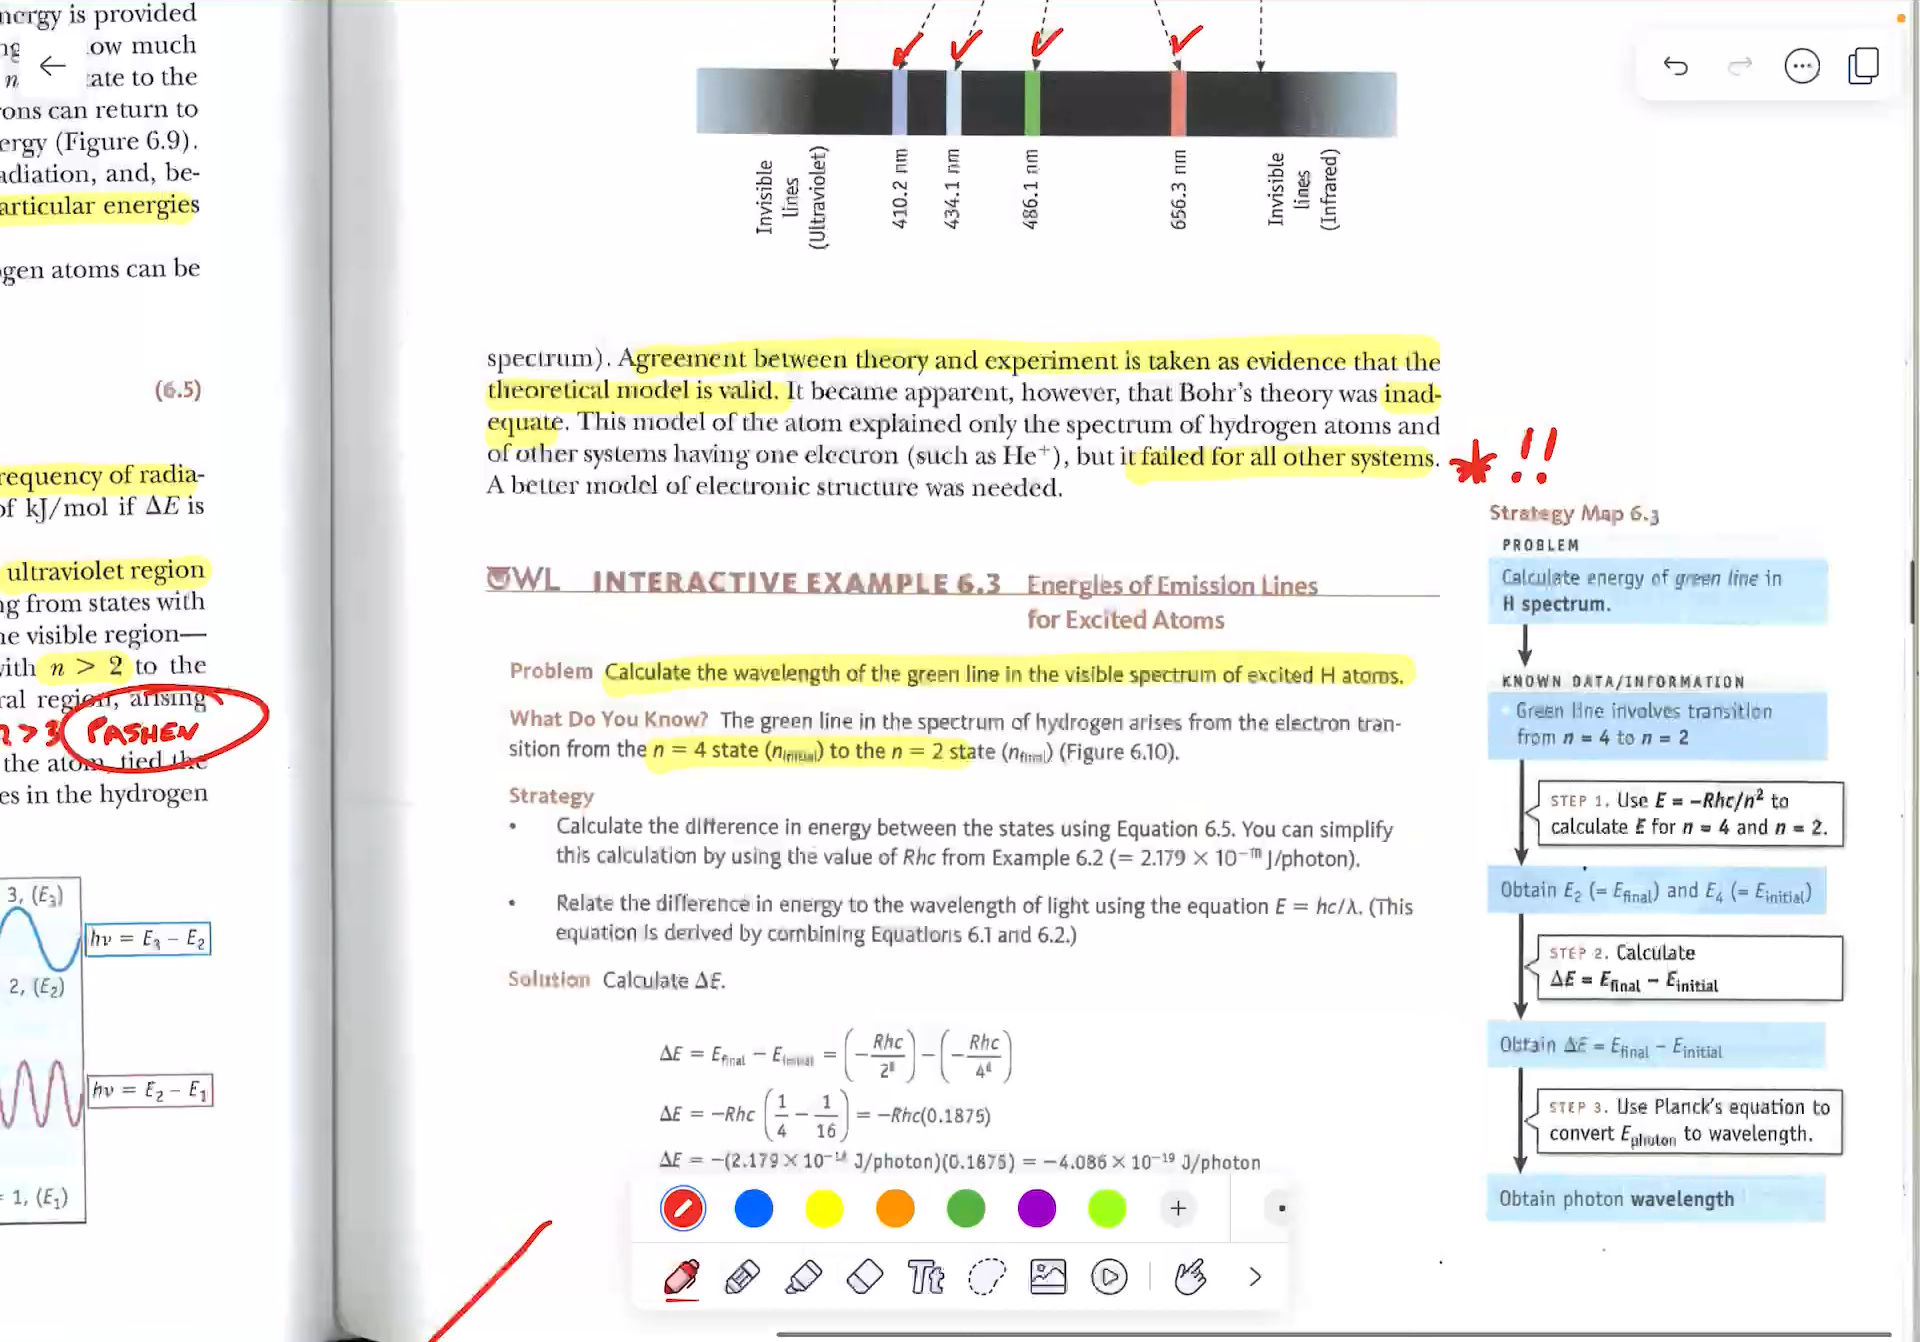 nergy is provided
ow much
n ate to the
ons can return to
ergy (Figure 6.9).
adiation, and, be-
articular energies
gen atoms can be
(6.5)
requency of radia-
of kJ/mol if ΔE is
ultraviolet region
ng from states with
he visible region—
with n > 2 to the
ral region, arising
n > 3 PASHEN
the atom, tied the
es in the hydrogen
3, (E₃)
hν = E₃ − E₂
2, (E₂)
hν = E₂ − E₁
= 1, (E₁)
Invisible
lines
(Ultraviolet)
410.2 nm
434.1 nm
486.1 nm
656.3 nm
Invisible
lines
(Infrared)
spectrum). Agreement between theory and experiment is taken as evidence that the
theoretical model is valid. It became apparent, however, that Bohr's theory was inad-
equate. This model of the atom explained only the spectrum of hydrogen atoms and
of other systems having one electron (such as He⁺), but it failed for all other systems. * !!
A better model of electronic structure was needed.
OWL INTERACTIVE EXAMPLE 6.3 Energies of Emission Lines
for Excited Atoms
Problem Calculate the wavelength of the green line in the visible spectrum of excited H atoms.
What Do You Know? The green line in the spectrum of hydrogen arises from the electron tran-
sition from the n = 4 state (n_initial) to the n = 2 state (n_final) (Figure 6.10).
Strategy
• Calculate the difference in energy between the states using Equation 6.5. You can simplify
this calculation by using the value of Rhc from Example 6.2 (= 2.179 × J/photon).
• Relate the difference in energy to the wavelength of light using the equation E = hc/λ. (This
equation is derived by combining Equations 6.1 and 6.2.)
Solution Calculate ΔE.
ΔE = E_final − E_initial = (−Rhc/2²) − (−Rhc/4²)
ΔE = −Rhc (1/4 − 1/16) = −Rhc(0.1875)
ΔE = −(2.179 × 10⁻¹⁸ J/photon)(0.1875) = −4.086 × 10⁻¹⁹ J/photon
Strategy Map 6.3
PROBLEM
Calculate energy of green line in
H spectrum.
KNOWN DATA/INFORMATION
• Green line involves transition
from n = 4 to n = 2
STEP 1. Use E = −Rhc/n² to
calculate E for n = 4 and n = 2.
Obtain E₂ (= E_final) and E₄ (= E_initial)
STEP 2. Calculate
ΔE = E_final − E_initial
Obtain ΔE = E_final − E_initial
STEP 3. Use Planck's equation to
convert E_photon to wavelength.
Obtain photon wavelength
Tt